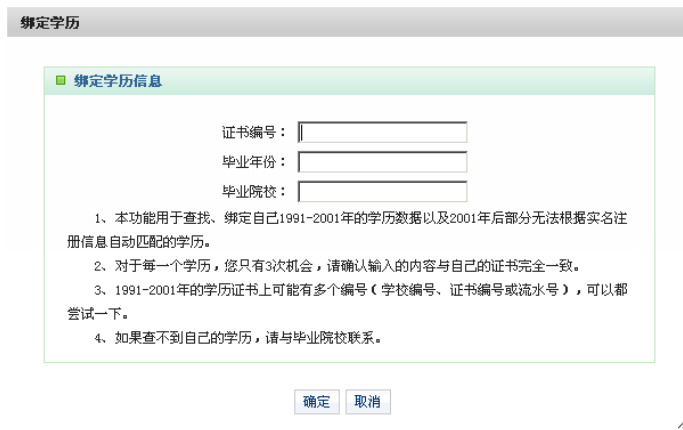 绑定学历
绑定学历信息
证书编号：
毕业年份：
毕业院校：
1、本功能用于查找、绑定自己1991-2001年的学历数据以及2001年后部分无法根据实名注
册信息自动匹配的学历。
2、对于每一个学历，您只有3次机会，请确认输入的内容与自己的证书完全一致。
3、1991-2001年的学历证书上可能有多个编号（学校编号、证书编号或流水号），可以都
尝试一下。
4、如果查不到自己的学历，请与毕业院校联系。
确定 取消